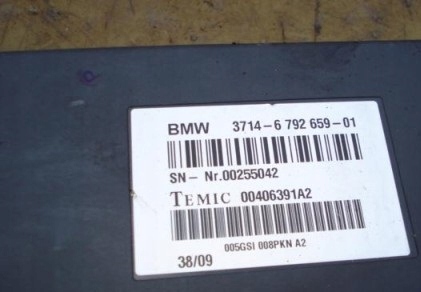 BMW 3714-6 792 659-01
SN- Nr.00255042
TEMIC 00406391A2
005GSI 008PKN A2
38/09